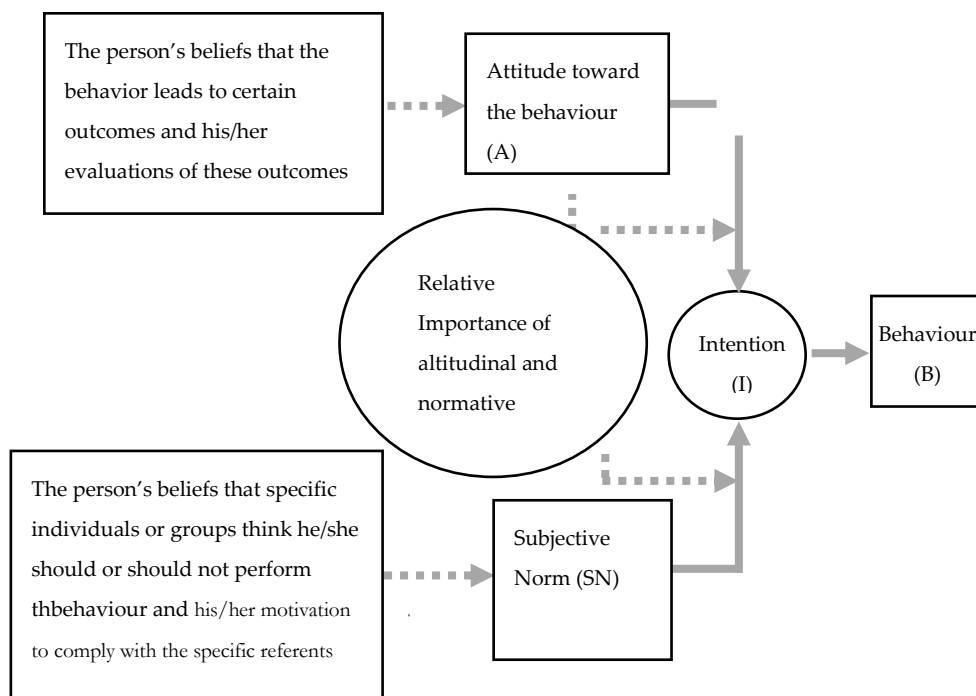 The person’s beliefs that the
behavior leads to certain
outcomes and his/her
evaluations of these outcomes
Attitude toward
the behaviour
(A)
Relative
Importance of
altitudinal and
normative
Intention
(I)
Behaviour
(B)
The person’s beliefs that specific
individuals or groups think he/she
should or should not perform
thbehaviour and his/her motivation
to comply with the specific referents
Subjective
Norm (SN)